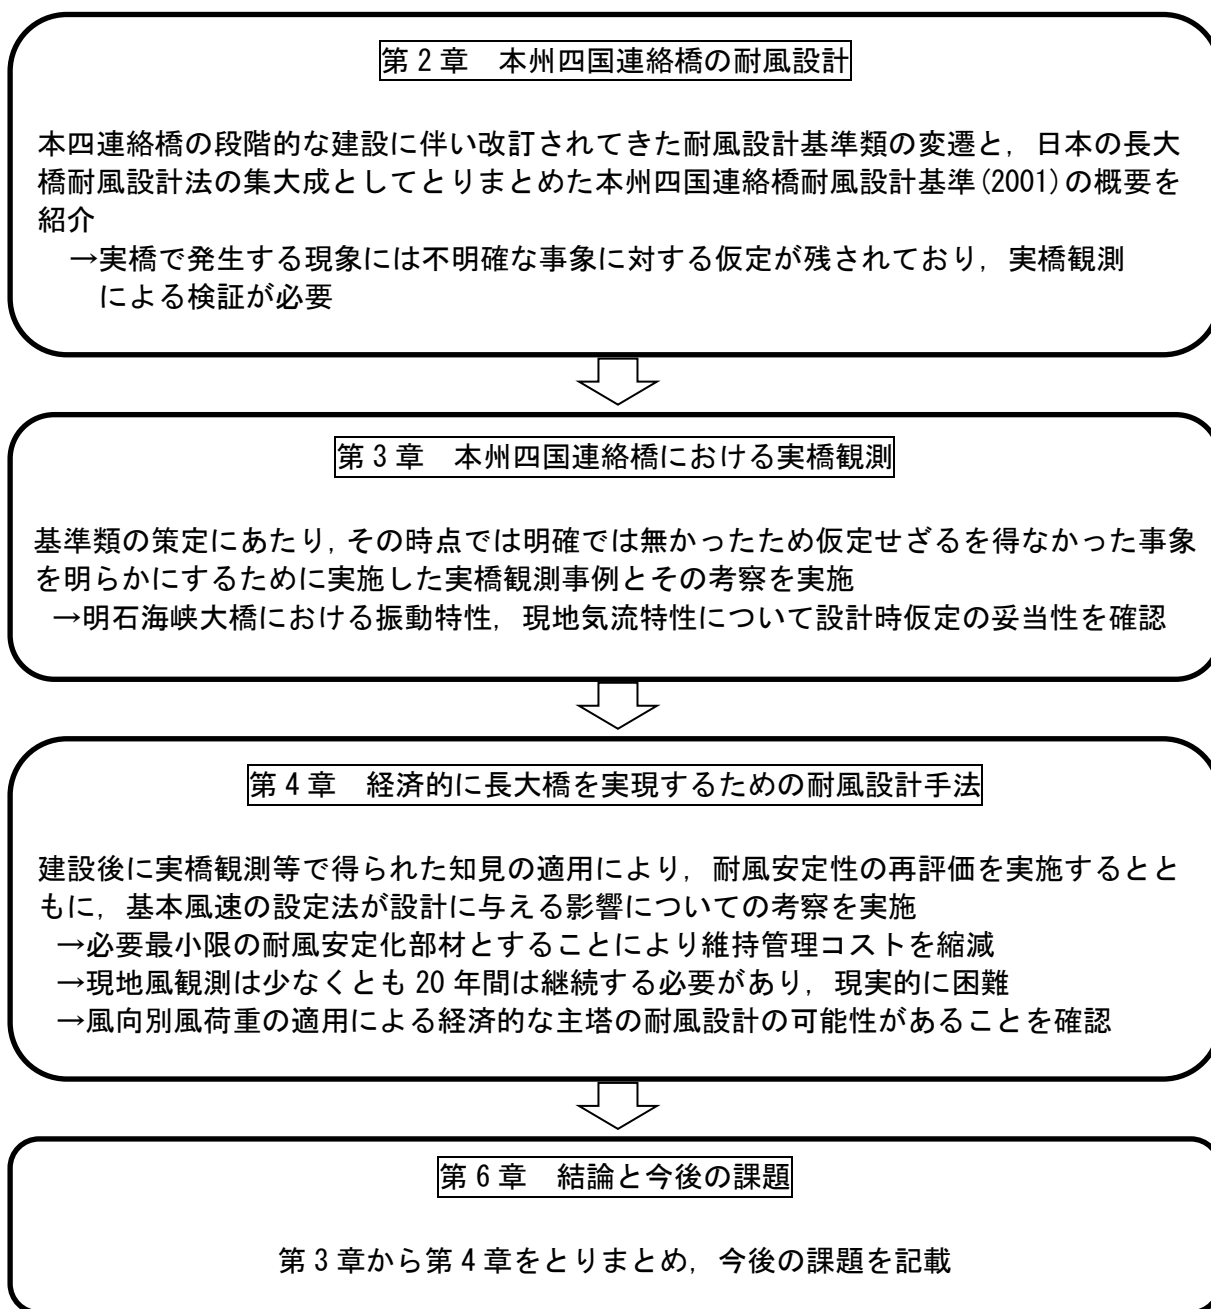 第2章　本州四国連絡橋の耐風設計
本四連絡橋の段階的な建設に伴い改訂されてきた耐風設計基準類の変遷と，日本の長大
橋耐風設計法の集大成としてとりまとめた本州四国連絡橋耐風設計基準(2001)の概要を
紹介
→実橋で発生する現象には不明確な事象に対する仮定が残されており，実橋観測
による検証が必要
第3章　本州四国連絡橋における実橋観測
基準類の策定にあたり，その時点では明確では無かったため仮定せざるを得なかった事象
を明らかにするために実施した実橋観測事例とその考察を実施
→明石海峡大橋における振動特性，現地気流特性について設計時仮定の妥当性を確認
第4章　経済的に長大橋を実現するための耐風設計手法
建設後に実橋観測等で得られた知見の適用により，耐風安定性の再評価を実施するとと
もに，基本風速の設定法が設計に与える影響についての考察を実施
→必要最小限の耐風安定化部材とすることにより維持管理コストを縮減
→現地風観測は少なくとも20年間は継続する必要があり，現実的に困難
→風向別風荷重の適用による経済的な主塔の耐風設計の可能性があることを確認
第6章　結論と今後の課題
第3章から第4章をとりまとめ，今後の課題を記載